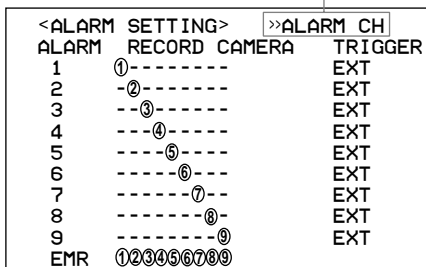 <ALARM SETTING> »ALARM CH
ALARM RECORD CAMERA TRIGGER
1 ①-------- EXT
2 -②------- EXT
3 --③------ EXT
4 ---④----- EXT
5 ----⑤---- EXT
6 -----⑥--- EXT
7 ------⑦-- EXT
8 -------⑧- EXT
9 --------⑨ EXT
EMR ①②③④⑤⑥⑦⑧⑨